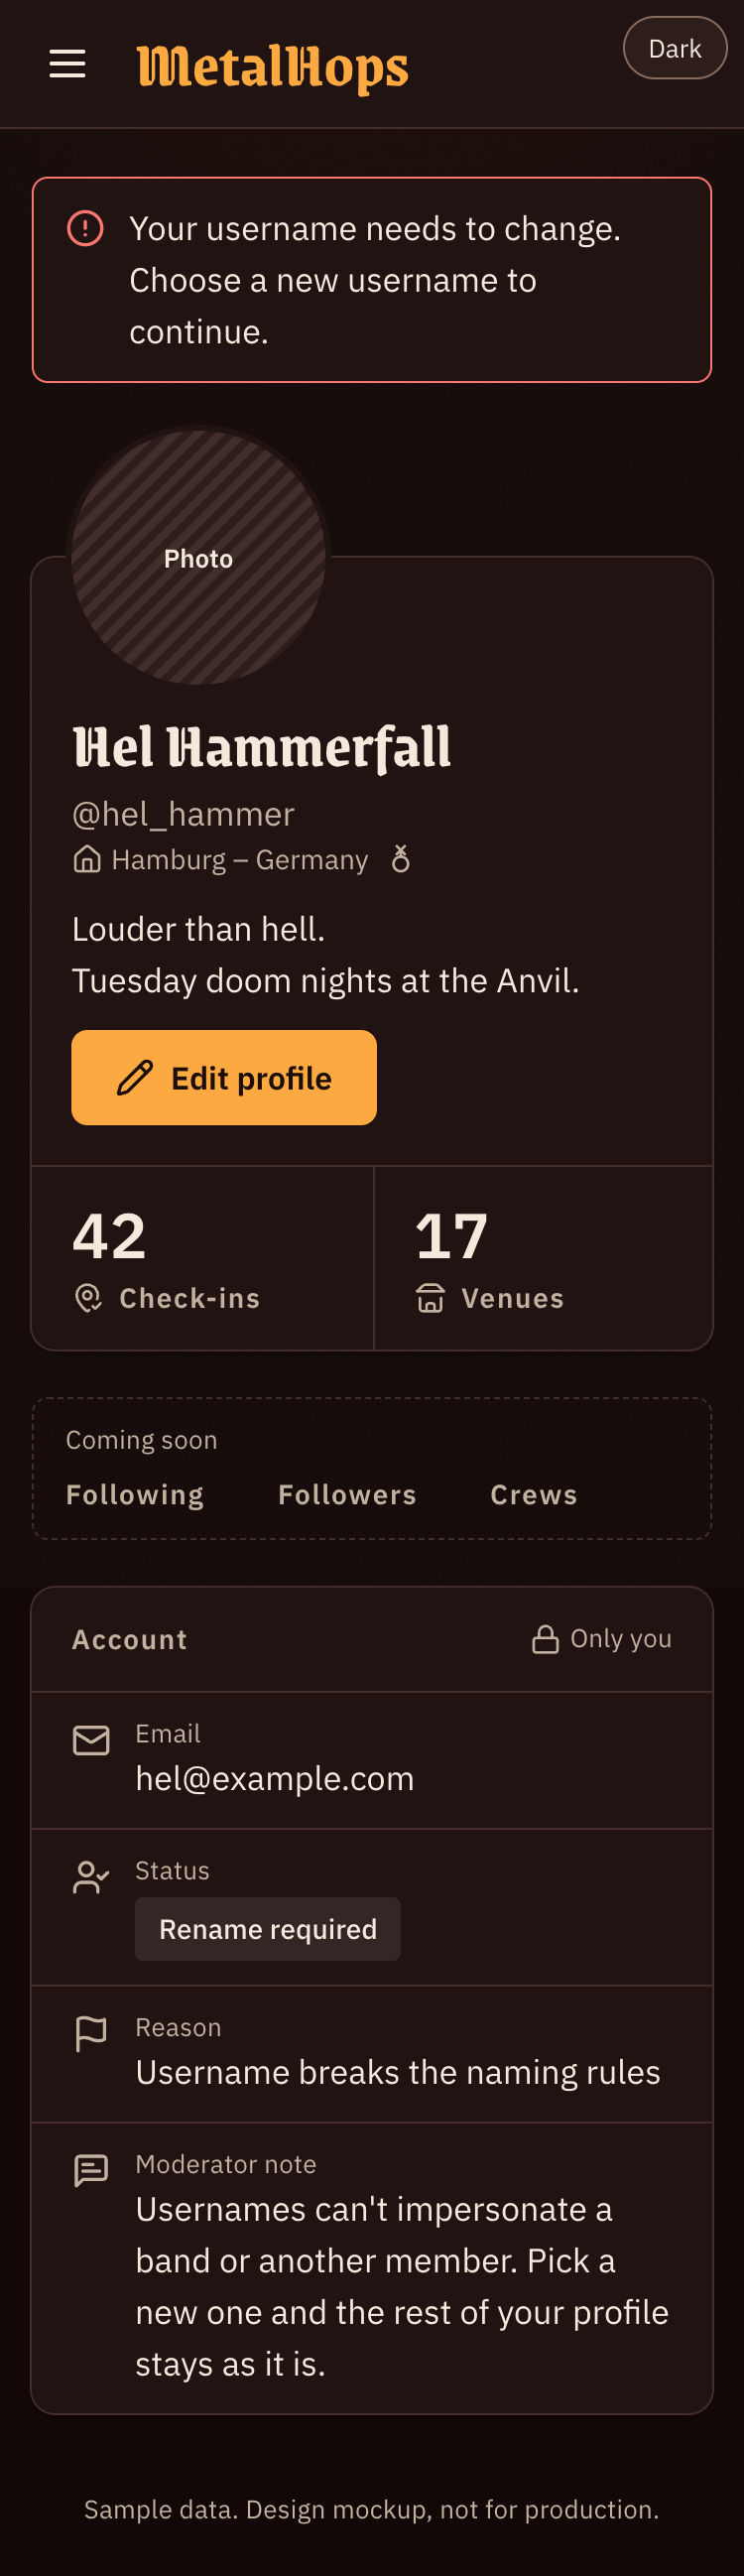 MetalHops
Dark
Your username needs to change.
Choose a new username to
continue.
Photo
Hel Hammerfall
@hel_hammer
Hamburg – Germany
Louder than hell.
Tuesday doom nights at the Anvil.
Edit profile
42
Check-ins
17
Venues
Coming soon
Following Followers Crews
Account
Only you
Email
hel@example.com
Status
Rename required
Reason
Username breaks the naming rules
Moderator note
Usernames can't impersonate a
band or another member. Pick a
new one and the rest of your profile
stays as it is.
Sample data. Design mockup, not for production.